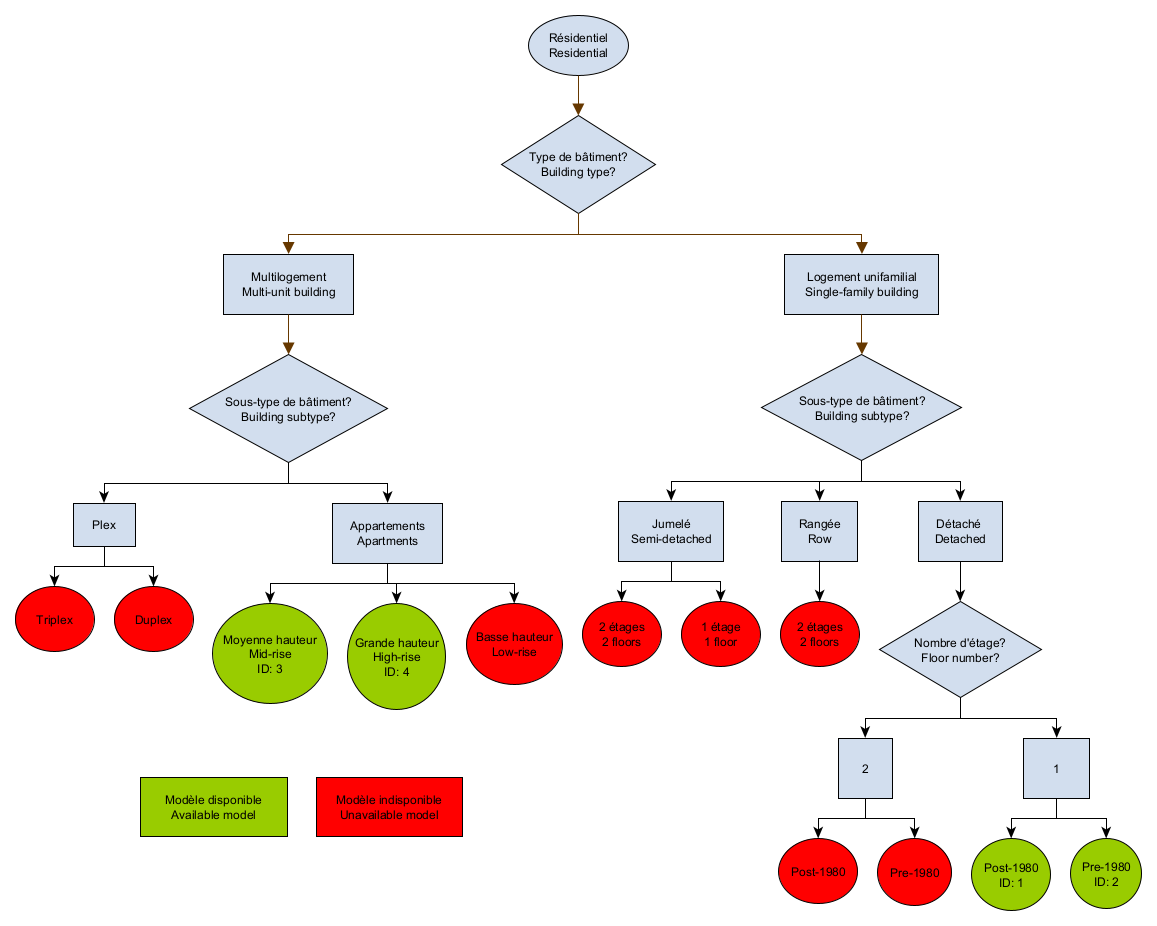 Résidentiel
Residential
Type de bâtiment?
Building type?
Multilogement
Multi-unit building
Logement unifamilial
Single-family building
Sous-type de bâtiment?
Building subtype?
Sous-type de bâtiment?
Building subtype?
Plex
Appartements
Apartments
Jumelé
Semi-detached
Rangée
Row
Détaché
Detached
Triplex
Duplex
Moyenne hauteur
Mid-rise
ID: 3
Grande hauteur
High-rise
ID: 4
Basse hauteur
Low-rise
2 étages
2 floors
1 étage
1 floor
2 étages
2 floors
Nombre d'étage?
Floor number?
2
1
Modèle disponible
Available model
Modèle indisponible
Unavailable model
Post-1980
Pre-1980
Post-1980
ID: 1
Pre-1980
ID: 2